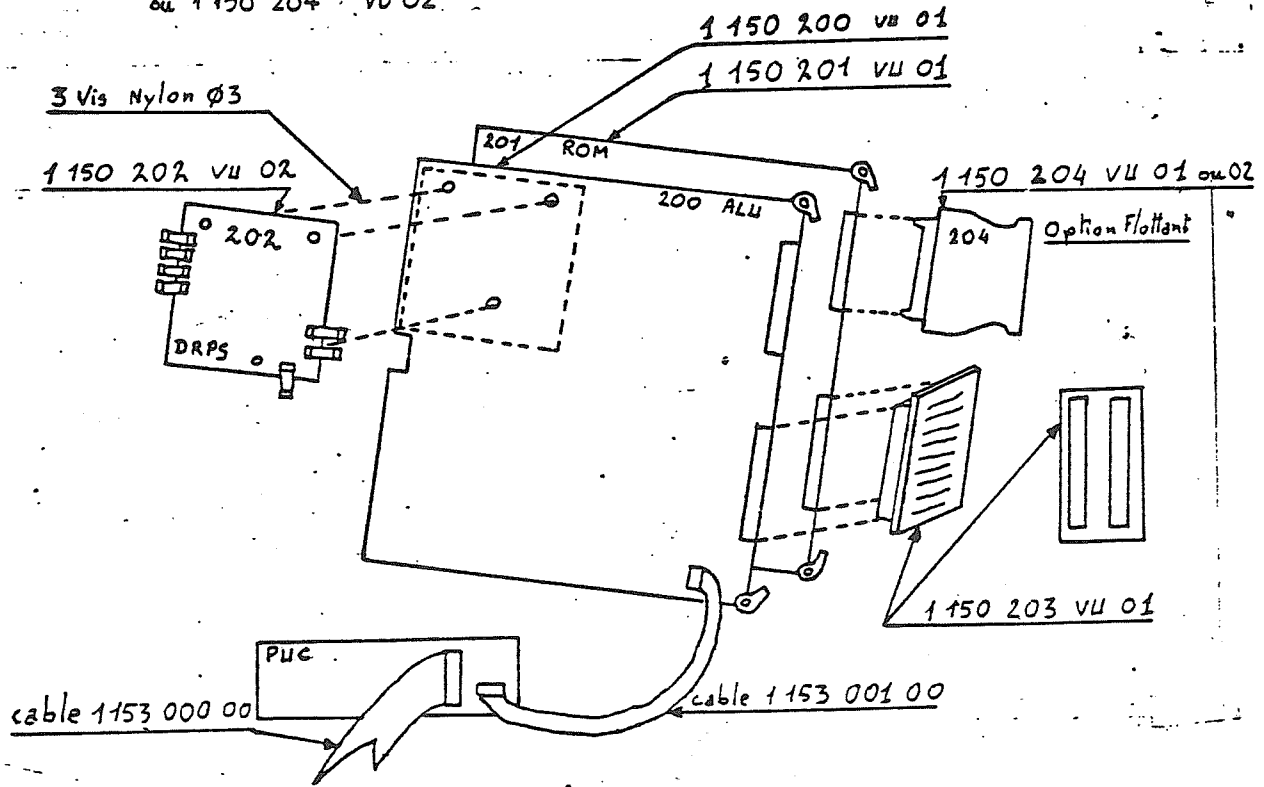 ou 1 150 204 VU 02
1 150 200 VU 01
1 150 201 VU 01
3 Vis Nylon Ø3
201 ROM
1 150 202 VU 02
200 ALU
1 150 204 VU 01 ou 02
202
204
Option Flottant
DRPS
1 150 203 VU 01
PUC
cable 1153 000 00
cable 1 153 001 00